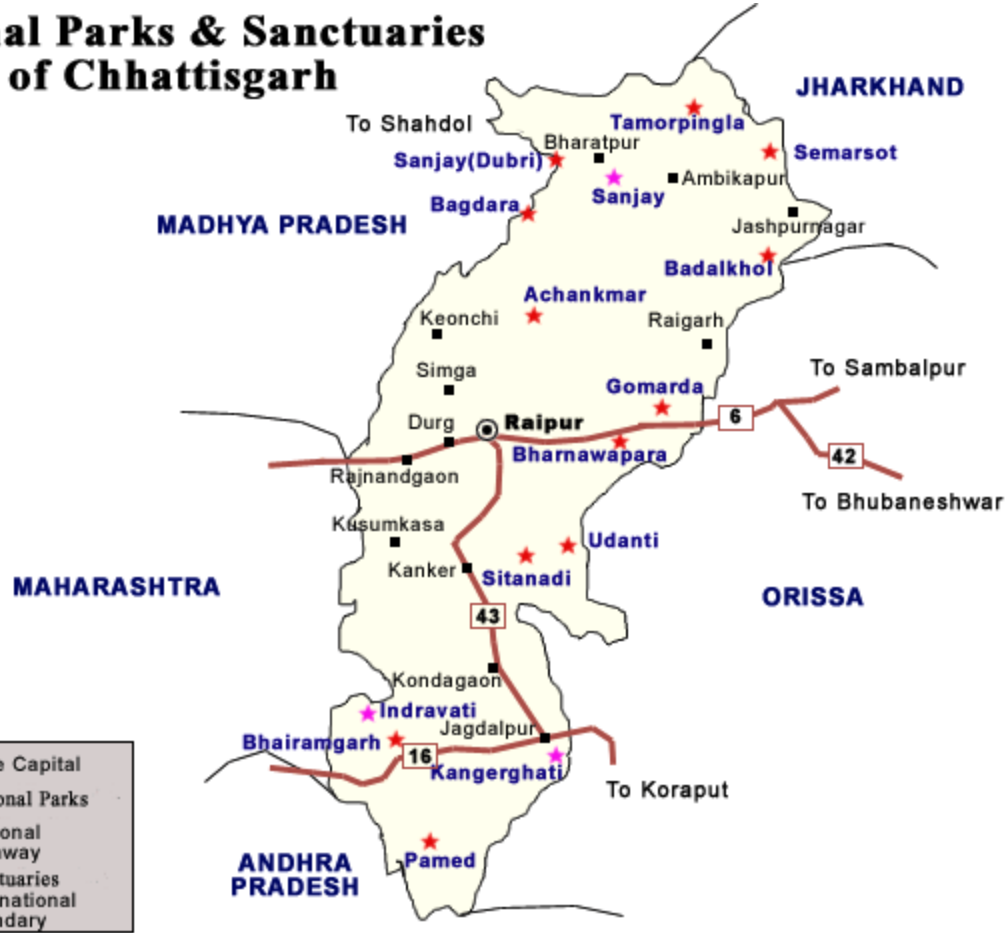 al Parks & Sanctuaries
of Chhattisgarh
JHARKHAND
To Shahdol
Tamorpingla
Bharatpur
Sanjay(Dubri)
Semarsot
Ambikapur
Sanjay
Bagdara
MADHYA PRADESH
Jashpurnagar
Badalkhol
Achankmar
Keonchi
Raigarh
Simga
To Sambalpur
Gomarda
Durg
Raipur
6
Bharnawapara
42
Rajnandgaon
To Bhubaneshwar
Kusumkasa
Udanti
Kanker
Sitanadi
MAHARASHTRA
ORISSA
43
Kondagaon
Indravati
Jagdalpur
Bhairamgarh
16
Kangerghati
To Koraput
e Capital
onal Parks
onal
way
tuaries
national
ndary
ANDHRA
PRADESH
Pamed